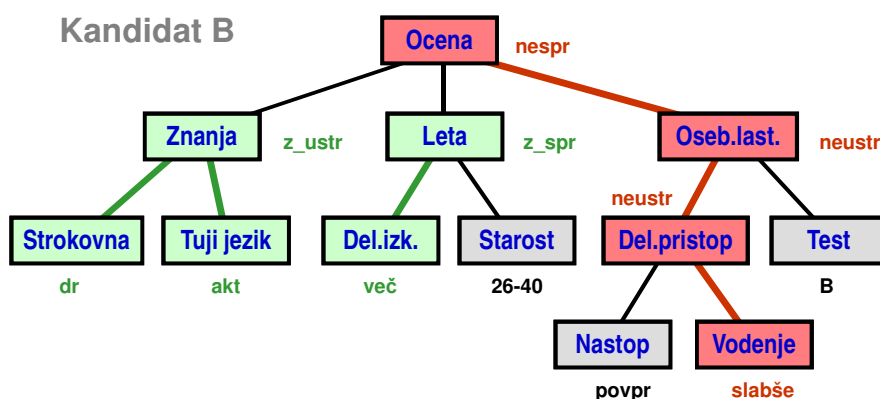 Kandidat B
Ocena
nespr
Znanja
z_ustr
Leta
z_spr
Oseb.last.
neustr
neustr
Strokovna
Tuji jezik
Del.izk.
Starost
Del.pristop
Test
dr
akt
več
26-40
B
Nastop
Vodenje
povpr
slabše